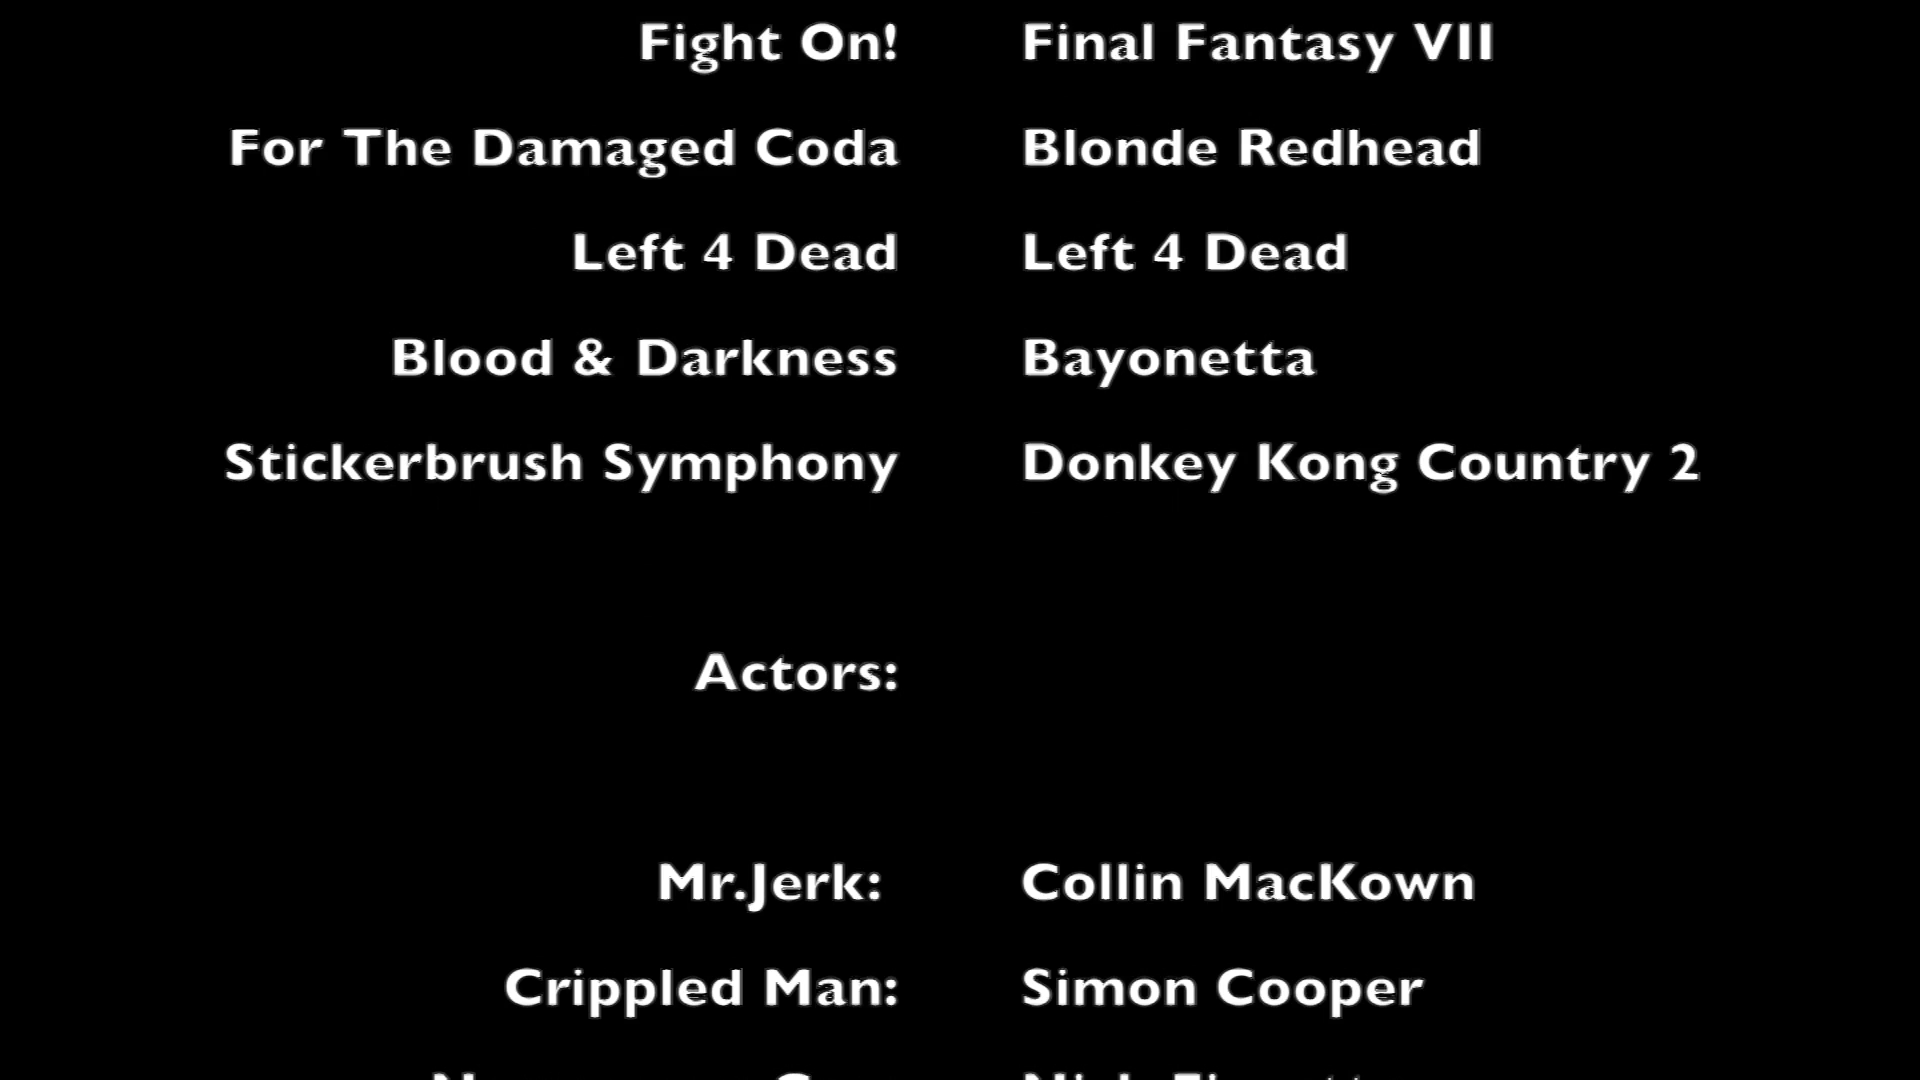 Fight On! Final Fantasy VII
For The Damaged Coda Blonde Redhead
Left 4 Dead Left 4 Dead
Blood & Darkness Bayonetta
Stickerbrush Symphony Donkey Kong Country 2
Actors:
Mr.Jerk: Collin MacKown
Crippled Man: Simon Cooper